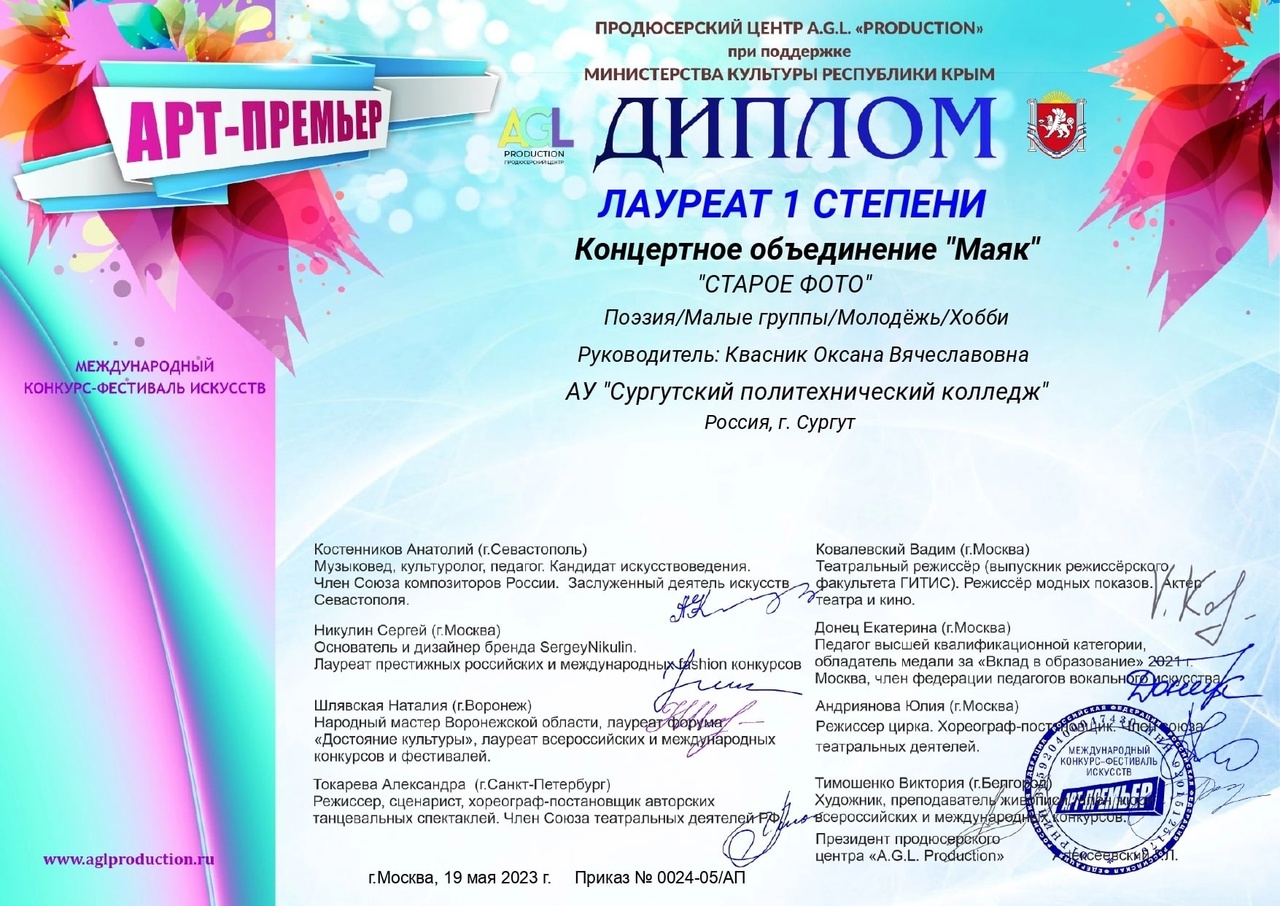 ПРОДЮСЕРСКИЙ ЦЕНТР A.G.L. «PRODUCTION»
при поддержке
МИНИСТЕРСТВА КУЛЬТУРЫ РЕСПУБЛИКИ КРЫМ
АРТ-ПРЕМЬЕР
AGL
PRODUCTION
ПРОДЮСЕРСКИЙ ЦЕНТР
ДИПЛОМ
ЛАУРЕАТ 1 СТЕПЕНИ
Концертное объединение "Маяк"
"СТАРОЕ ФОТО"
Поэзия/Малые группы/Молодёжь/Хобби
Руководитель: Квасник Оксана Вячеславовна
АУ "Сургутский политехнический колледж"
Россия, г. Сургут
МЕЖДУНАРОДНЫЙ
КОНКУРС-ФЕСТИВАЛЬ ИСКУССТВ
Костенников Анатолий (г.Севастополь)
Музыковед, культуролог, педагог. Кандидат искусствоведения.
Член Союза композиторов России. Заслуженный деятель искусств
Севастополя.
Никулин Сергей (г.Москва)
Основатель и дизайнер бренда SergeyNikulin.
Лауреат престижных российских и международных fashion конкурсов
Шлявская Наталия (г.Воронеж)
Народный мастер Воронежской области, лауреат форума
«Достояние культуры», лауреат всероссийских и международных
конкурсов и фестивалей.
Токарева Александра (г.Санкт-Петербург)
Режиссер, сценарист, хореограф-постановщик авторских
танцевальных спектаклей. Член Союза театральных деятелей РФ.
Ковалевский Вадим (г.Москва)
Театральный режиссёр (выпускник режиссёрского
факультета ГИТИС). Режиссёр модных показов. Актер
театра и кино.
Донец Екатерина (г.Москва)
Педагог высшей квалификационной категории,
обладатель медали за «Вклад в образование» 2021 г.
Москва, член федерации педагогов вокального искусства
Андриянова Юлия (г.Москва)
Режиссер цирка. Хореограф-постановщик. Член союза
театральных деятелей.
Тимошенко Виктория (г.Белгород)
Художник, преподаватель живописи, член жюри
всероссийских и международных конкурсов.
Президент продюсерского
центра «A.G.L. Production»
МЕЖДУНАРОДНЫЙ
КОНКУРС-ФЕСТИВАЛЬ
ИСКУССТВ
АРТ-ПРЕМЬЕР
www.aglproduction.ru
г.Москва, 19 мая 2023 г. Приказ № 0024-05/АП